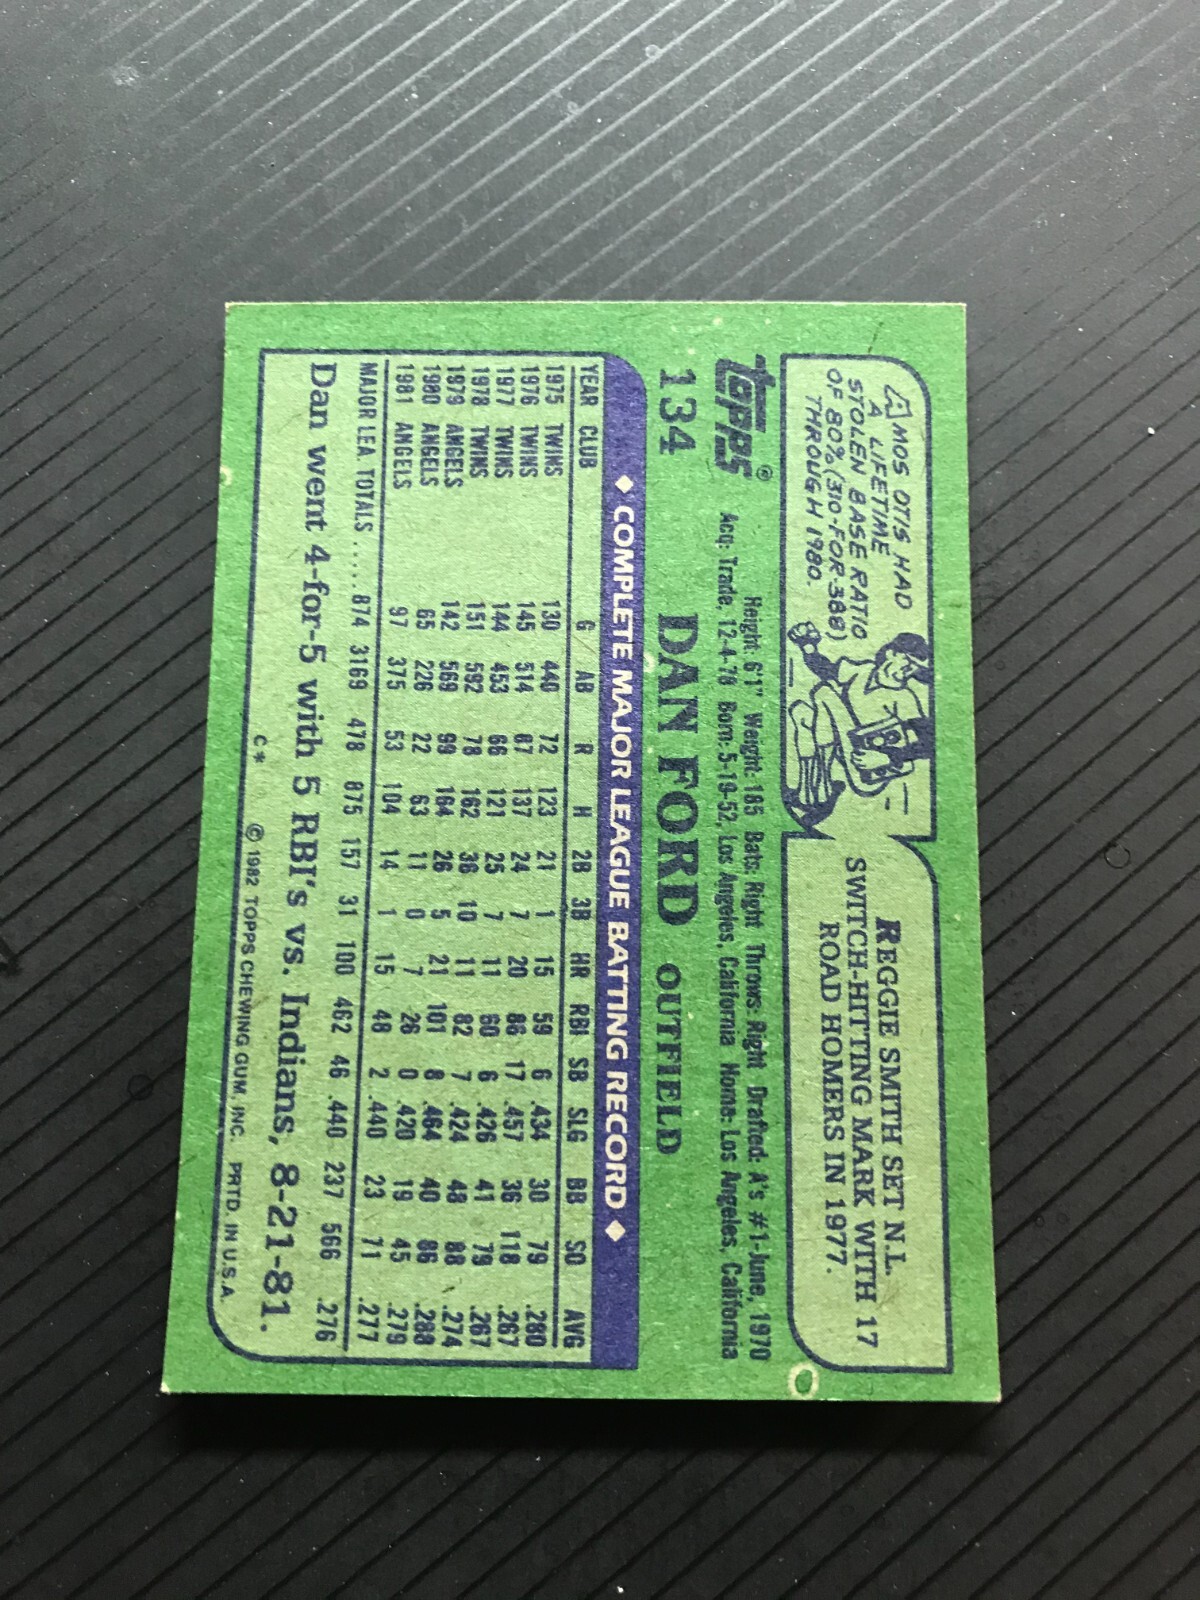 AMOS OTIS HAD
A LIFETIME
STOLEN BASE RATIO
OF 80% (310-FOR-388)
THROUGH 1980.
REGGIE SMITH SET N.L.
SWITCH-HITTING MARK WITH 17
ROAD HOMERS IN 1977.
TOPPS®
Height: 6'1" Weight: 185 Bats: Right Throws: Right Drafted: A's #1-June, 1970
Acq: Trade, 12-4-78 Born: 5-19-52, Los Angeles, California Home: Los Angeles, California
134 DAN FORD OUTFIELD
◆ COMPLETE MAJOR LEAGUE BATTING RECORD ◆
YEAR CLUB G AB R H 2B 3B HR RBI SB SLG BB SO AVG
1975 TWINS 130 440 72 123 21 1 15 59 6 .434 30 79 .280
1976 TWINS 145 514 87 137 24 7 20 86 17 .457 36 118 .267
1977 TWINS 144 453 66 121 25 7 11 60 6 .426 41 79 .267
1978 TWINS 151 592 78 162 36 10 11 82 7 .424 48 88 .274
1979 ANGELS 142 569 99 164 26 5 21 101 8 .464 40 86 .288
1980 ANGELS 65 226 22 63 11 0 7 26 0 .420 19 45 .279
1981 ANGELS 97 375 53 104 14 1 15 48 2 .440 23 71 .277
MAJOR LEA. TOTALS .... 874 3169 478 875 157 31 100 462 46 .440 237 566 .276
Dan went 4-for-5 with 5 RBI's vs. Indians, 8-21-81.
C* © 1982 TOPPS CHEWING GUM, INC. PRTD. IN U.S.A.